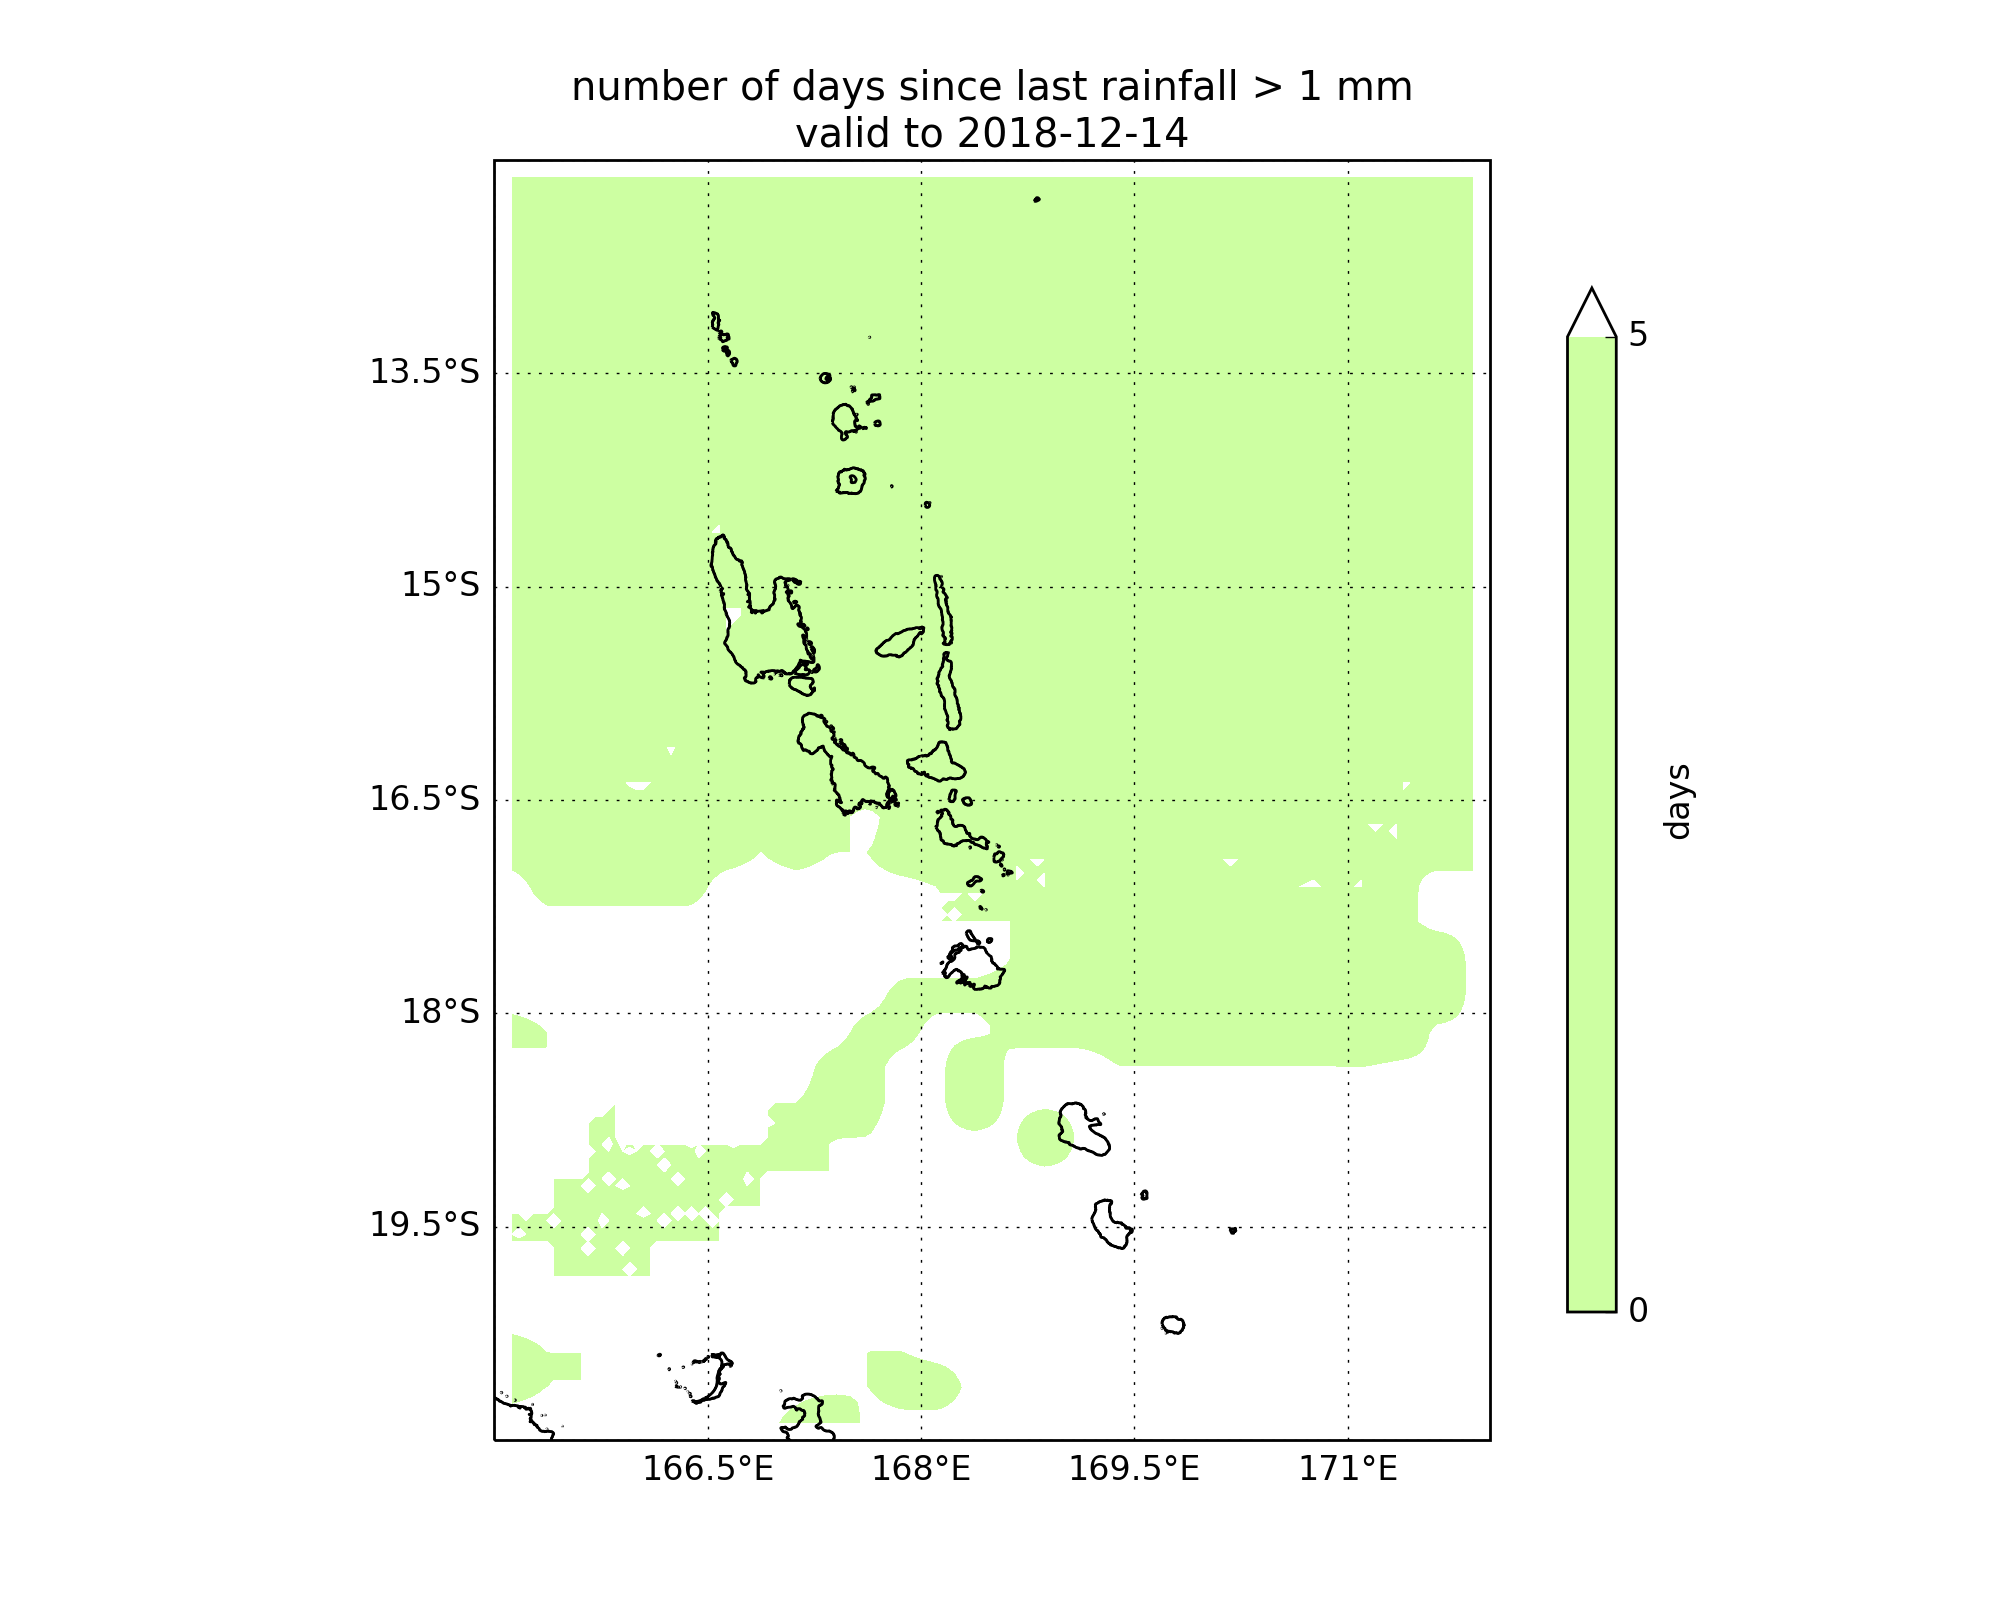 number of days since last rainfall > 1 mm
valid to 2018-12-14
13.5°S
15°S
16.5°S
18°S
19.5°S
166.5°E
168°E
169.5°E
171°E
5
0
days